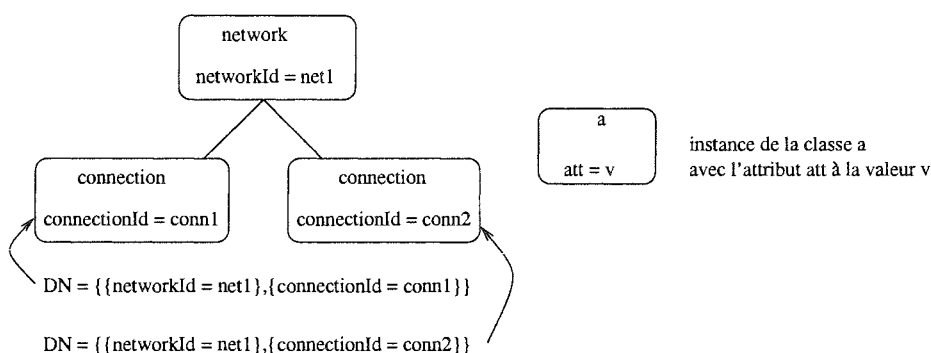 network
networkId = net1
connection
connectionId = conn1
connection
connectionId = conn2
a
att = v
instance de la classe a
avec l'attribut att à la valeur v
DN = {{networkId = net1},{connectionId = conn1}}
DN = {{networkId = net1},{connectionId = conn2}}